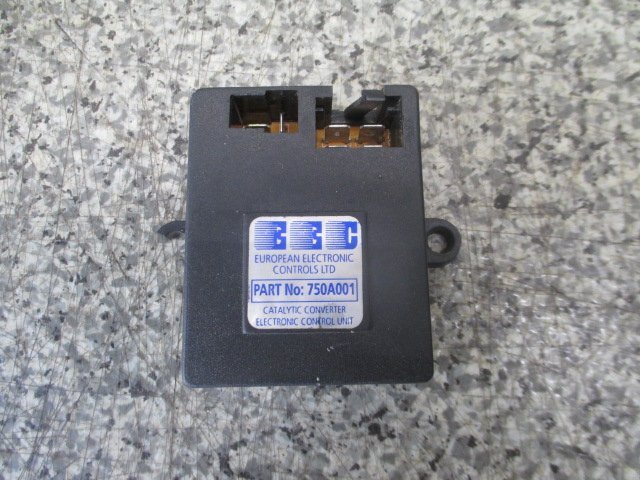 EEC
EUROPEAN ELECTRONIC
CONTROLS LTD
PART No: 750A001
CATALYTIC CONVERTER
ELECTRONIC CONTROL UNIT